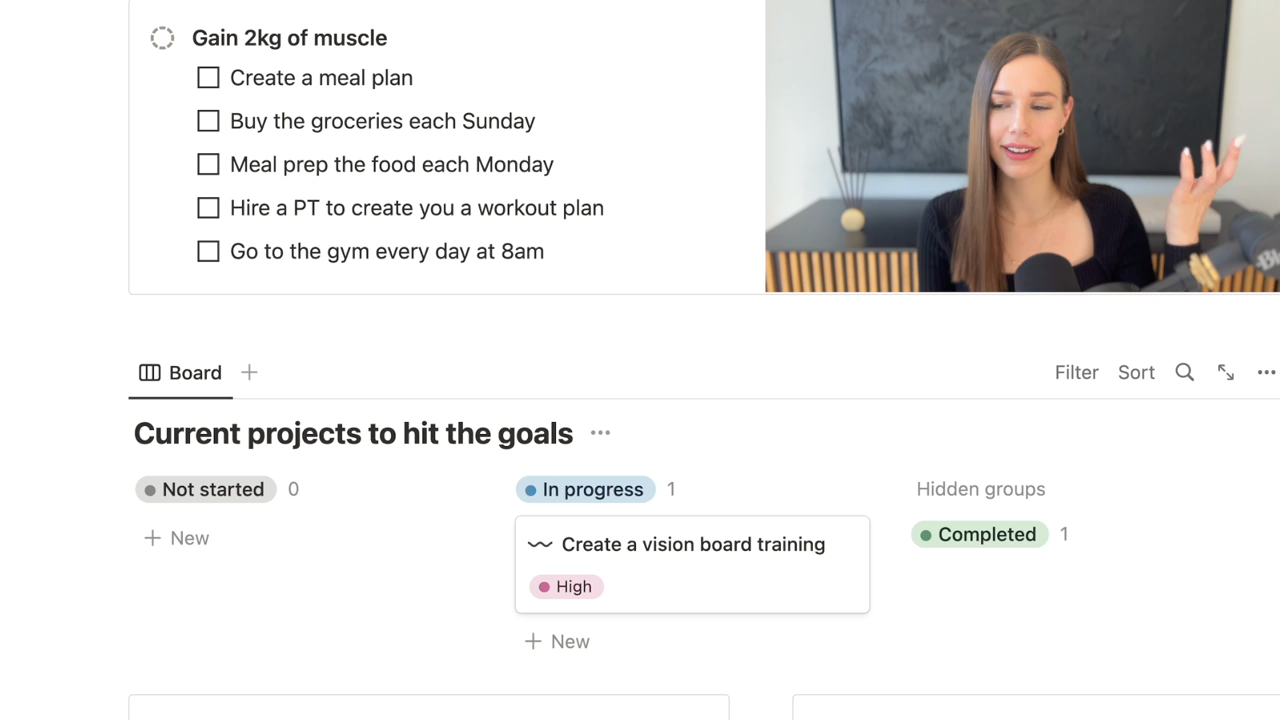 Gain 2kg of muscle
Create a meal plan
Buy the groceries each Sunday
Meal prep the food each Monday
Hire a PT to create you a workout plan
Go to the gym every day at 8am
Board
Filter Sort
Current projects to hit the goals
Not started 0
In progress 1
Hidden groups
New
Create a vision board training
High
Completed 1
New